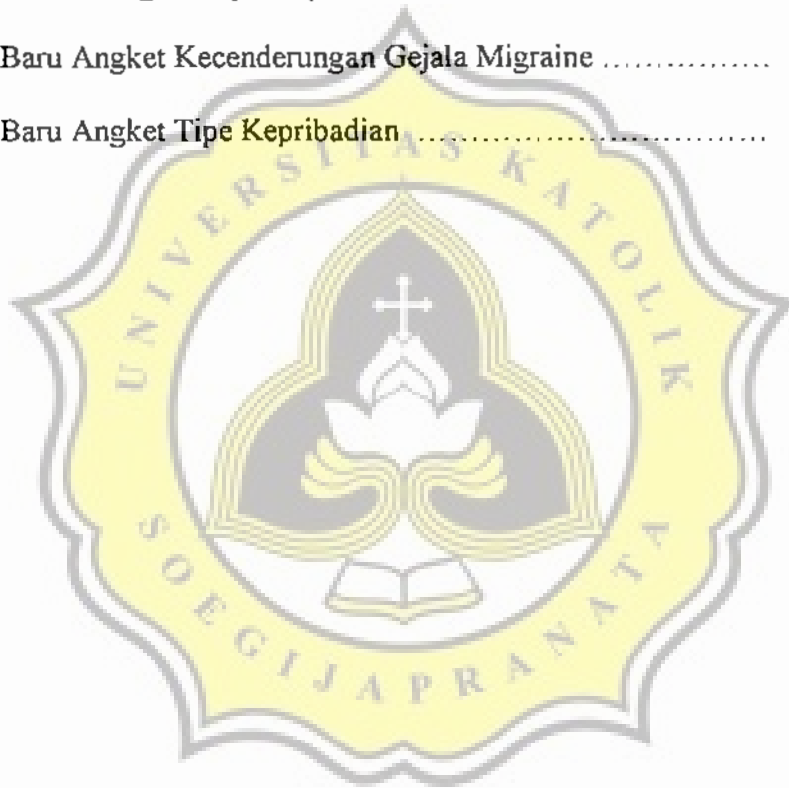 Baru Angket Kecenderungan Gejala Migraine ................
Baru Angket Tipe Kepribadian ..................................
UNIVERSITAS KATOLIK
SOEGIJAPRANATA